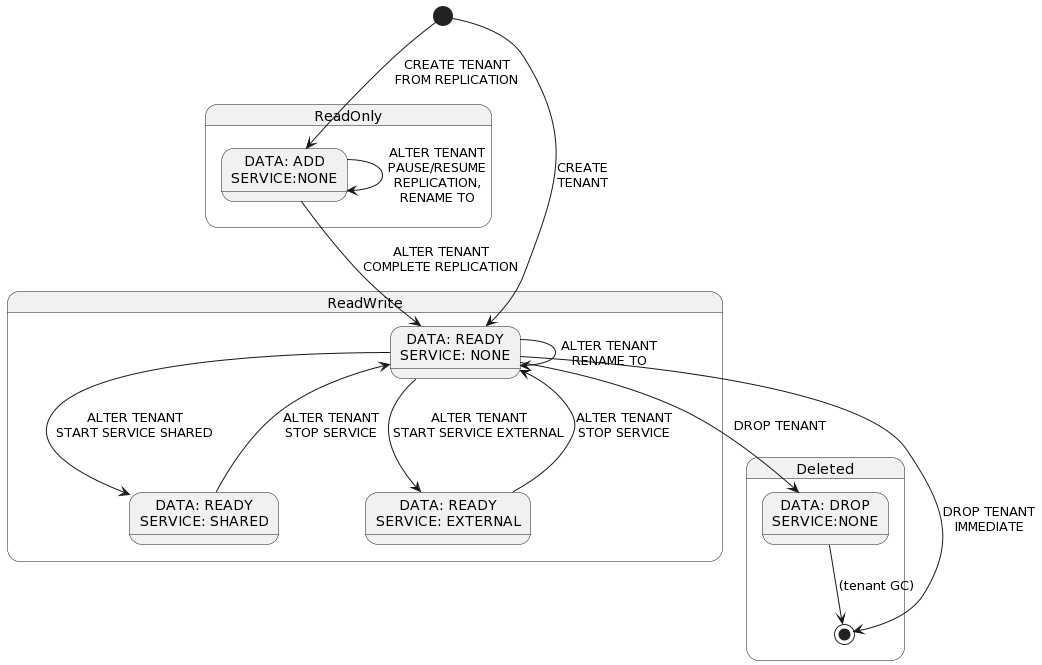 CREATE TENANT
FROM REPLICATION
ReadOnly
DATA: ADD
SERVICE:NONE
ALTER TENANT
PAUSE/RESUME
REPLICATION,
RENAME TO
CREATE
TENANT
ALTER TENANT
COMPLETE REPLICATION
ReadWrite
DATA: READY
SERVICE: NONE
ALTER TENANT
RENAME TO
ALTER TENANT
START SERVICE SHARED
ALTER TENANT
STOP SERVICE
ALTER TENANT
START SERVICE EXTERNAL
ALTER TENANT
STOP SERVICE
DROP TENANT
Deleted
DATA: READY
SERVICE: SHARED
DATA: READY
SERVICE: EXTERNAL
DATA: DROP
SERVICE:NONE
DROP TENANT
IMMEDIATE
(tenant GC)